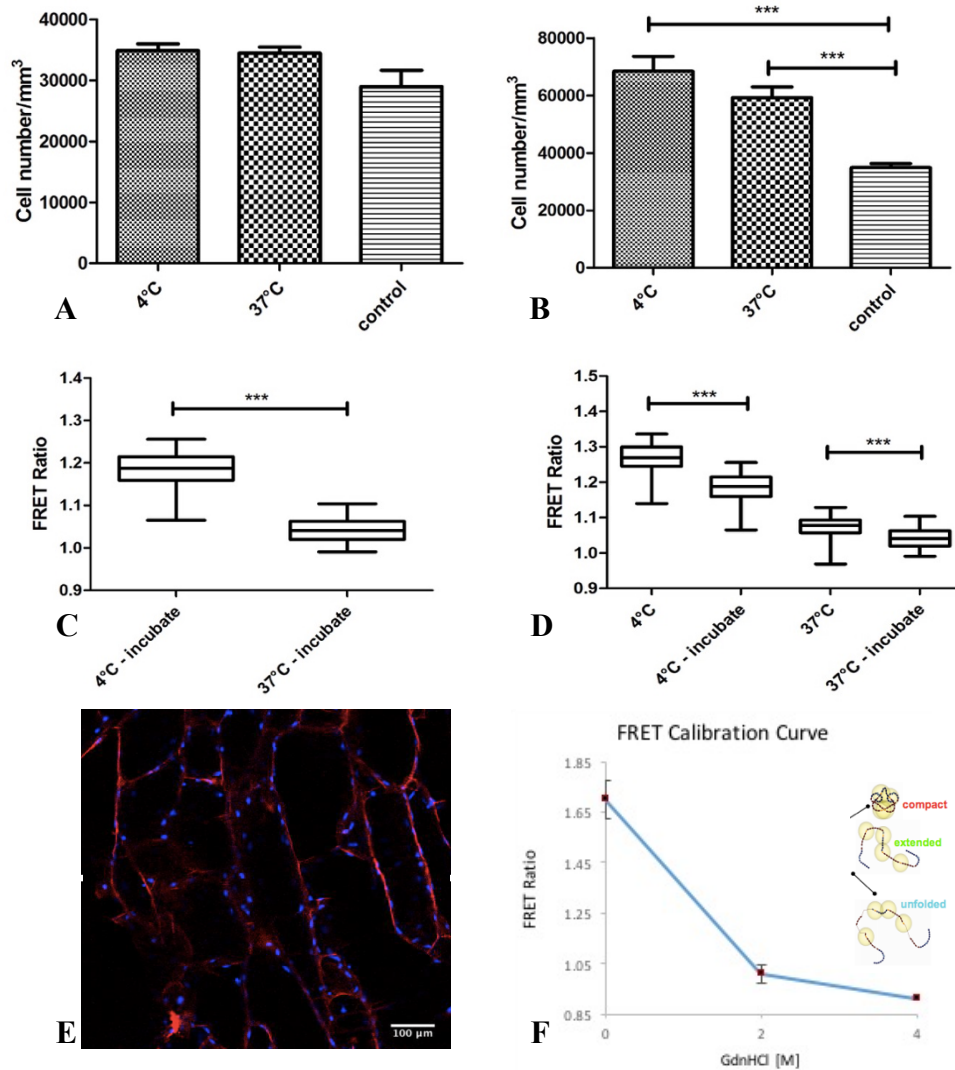 40000
30000
20000
10000
0
Cell number/mm3
4°C
37°C
control
A
80000
60000
40000
20000
0
Cell number/mm3
***
***
4°C
37°C
control
B
1.4
1.3
1.2
1.1
1.0
0.9
FRET Ratio
***
4°C - incubate
37°C - incubate
C
1.5
1.4
1.3
1.2
1.1
1.0
0.9
FRET Ratio
***
***
4°C
4°C - incubate
37°C
37°C - incubate
D
100 µm
E
FRET Calibration Curve
1.85
1.65
1.45
1.25
1.05
0.85
FRET Ratio
0
2
4
GdnHCl [M]
compact
extended
unfolded
F